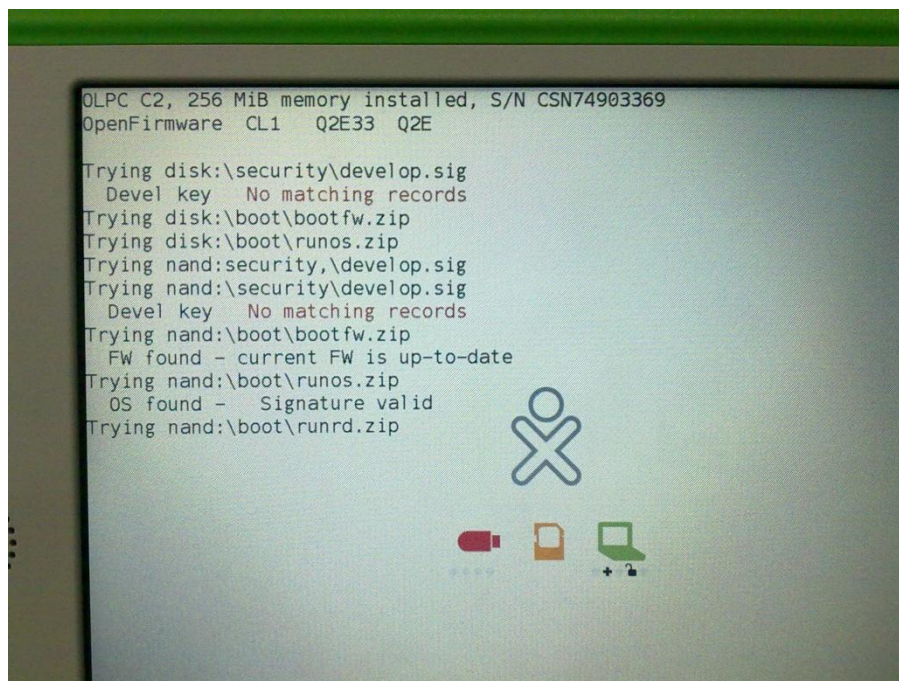 OLPC C2, 256 MiB memory installed, S/N CSN74903369
OpenFirmware  CL1   Q2E33  Q2E
Trying disk:\security\develop.sig
  Devel key   No matching records
Trying disk:\boot\bootfw.zip
Trying disk:\boot\runos.zip
Trying nand:security,\develop.sig
Trying nand:\security\develop.sig
  Devel key   No matching records
Trying nand:\boot\bootfw.zip
  FW found – current FW is up-to-date
Trying nand:\boot\runos.zip
  OS found –   Signature valid
Trying nand:\boot\runrd.zip